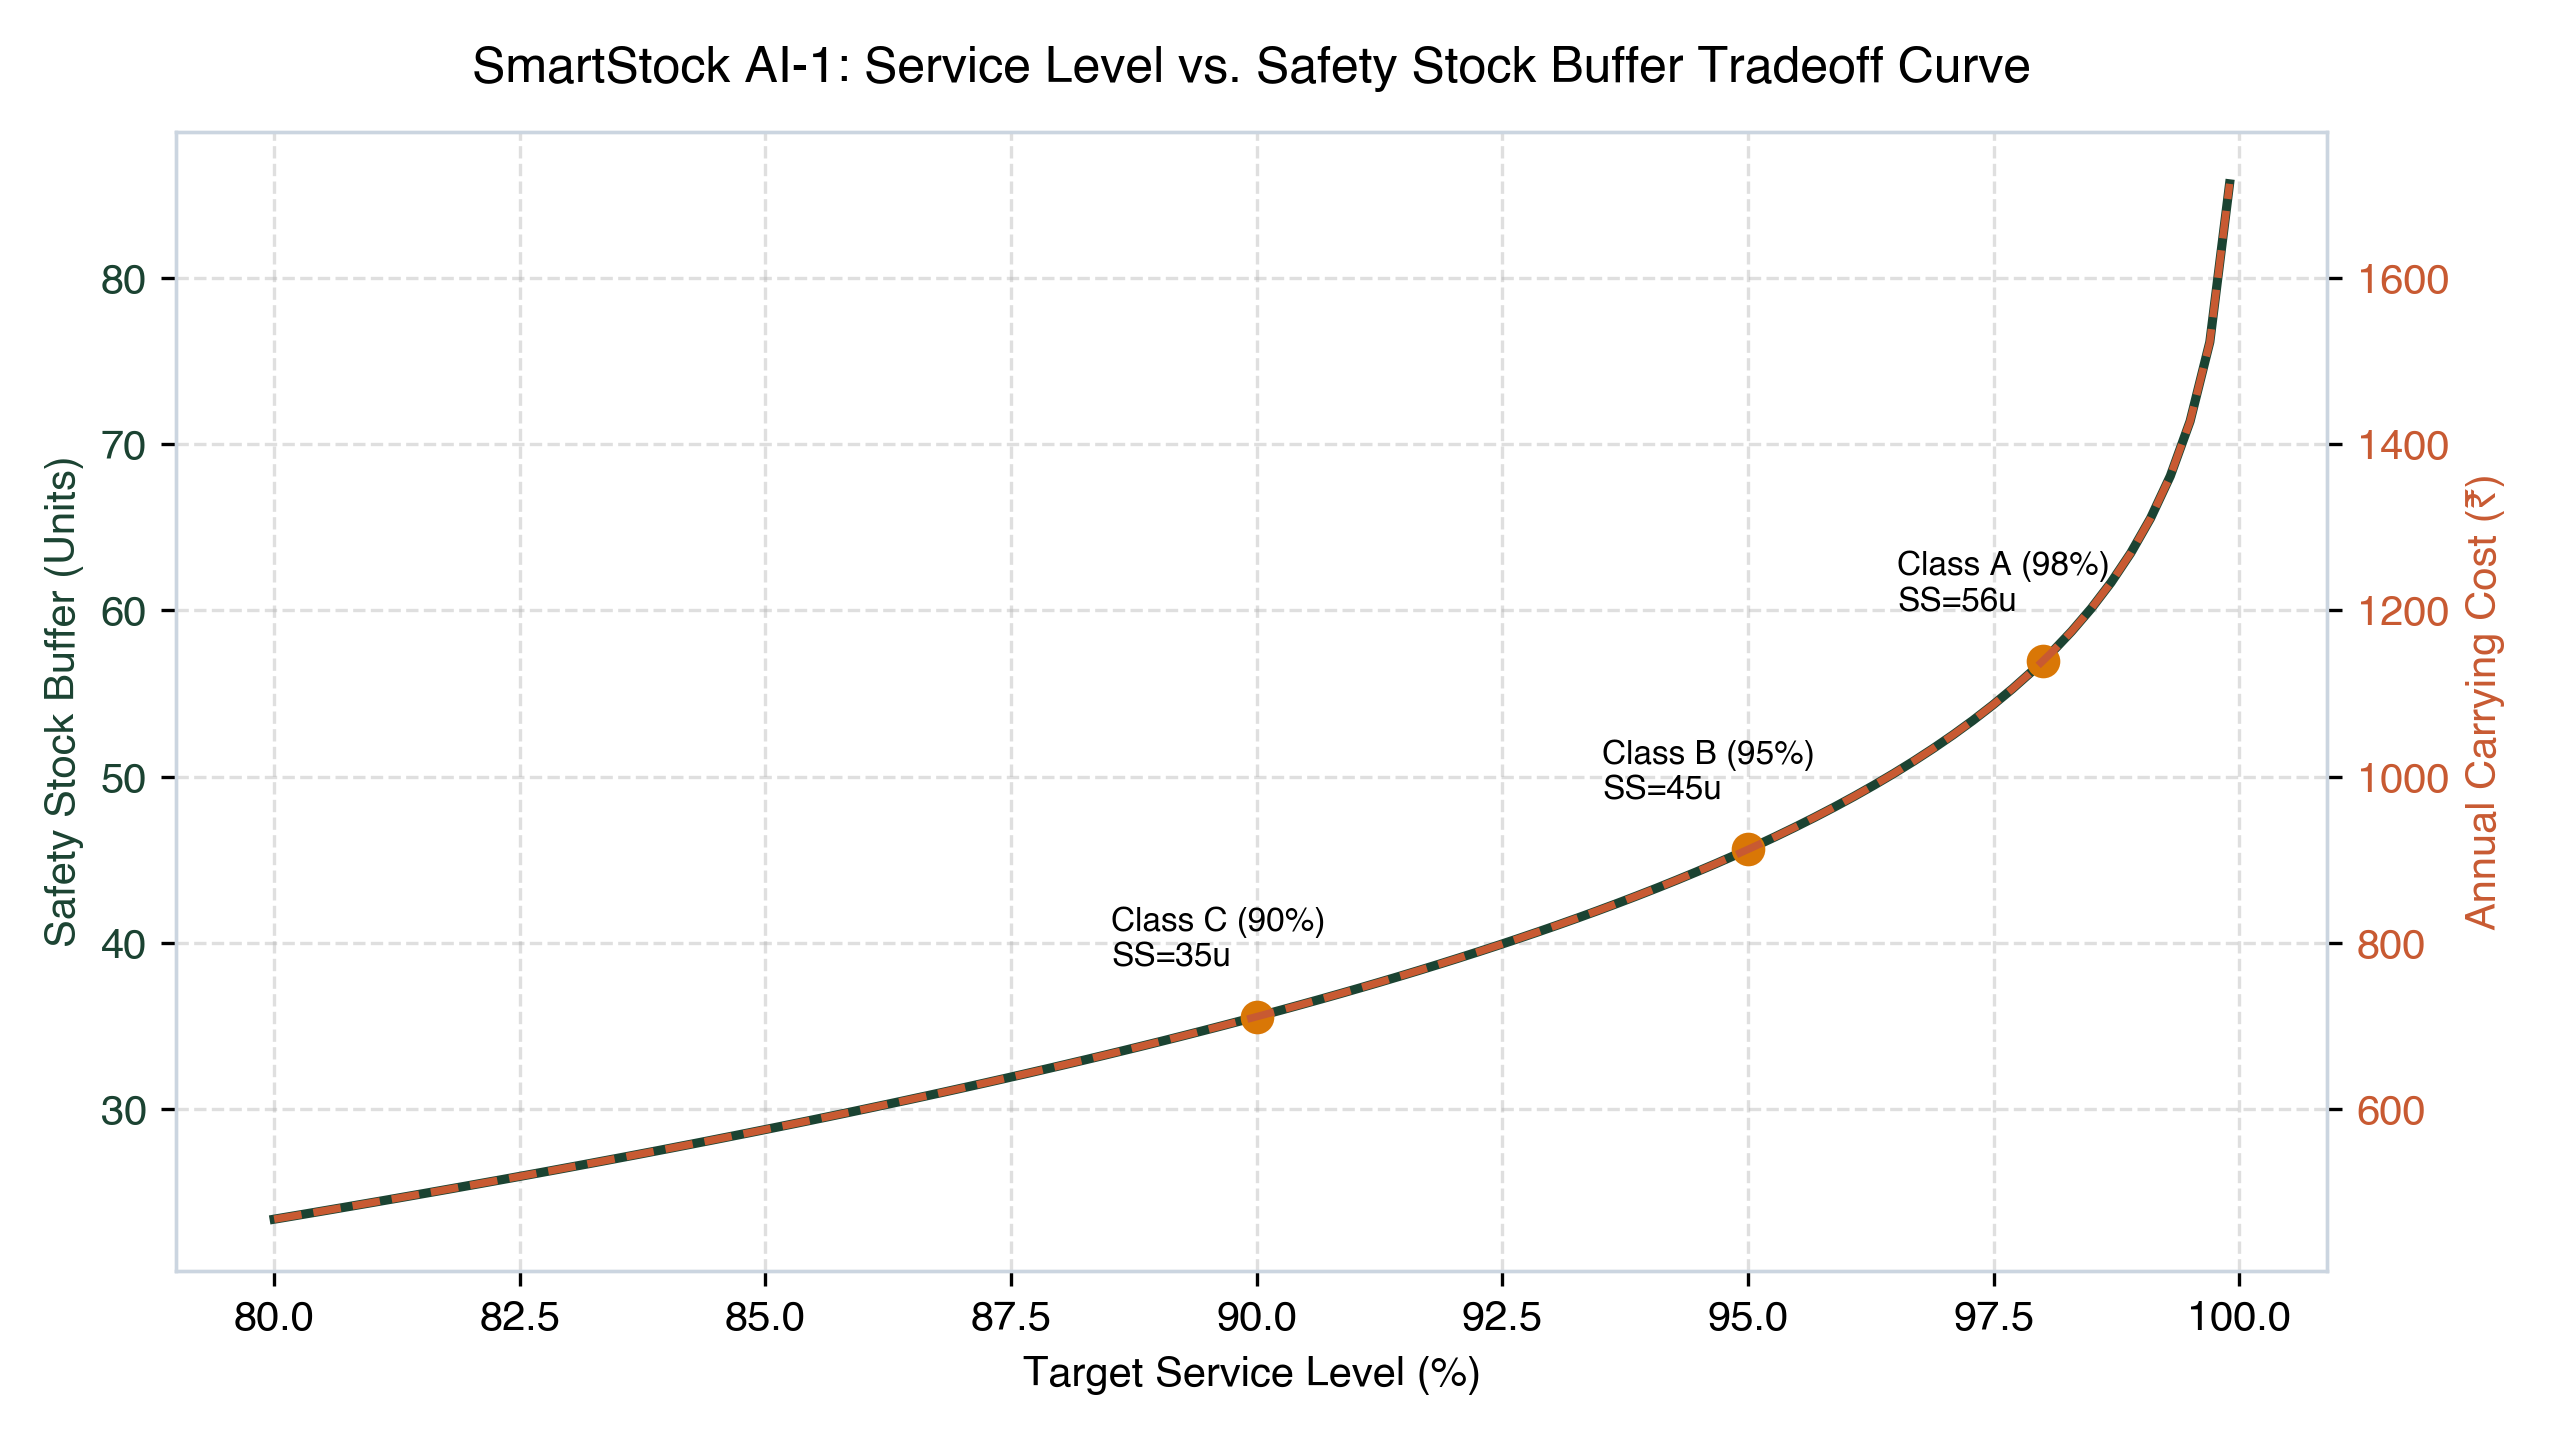 SmartStock AI-1: Service Level vs. Safety Stock Buffer Tradeoff Curve
Safety Stock Buffer (Units)
80
70
60
50
40
30
Class A (98%)
SS=56u
Class B (95%)
SS=45u
Class C (90%)
SS=35u
1600
1400
1200
1000
800
600
Annual Carrying Cost (₹)
80.0
82.5
85.0
87.5
90.0
92.5
95.0
97.5
100.0
Target Service Level (%)